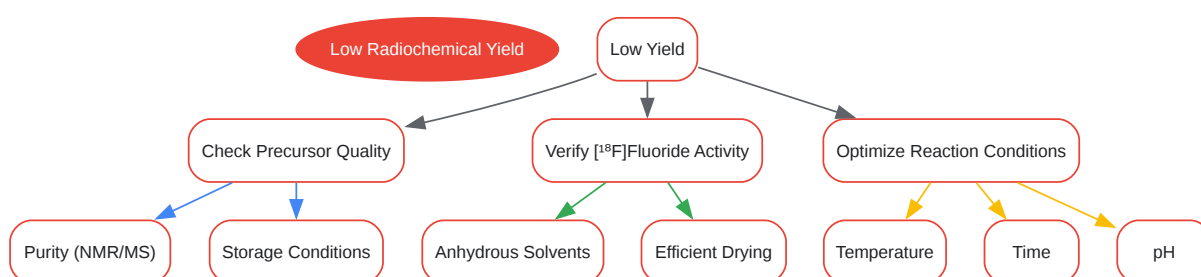 Low Radiochemical Yield
Low Yield
Check Precursor Quality
Verify [¹⁸F]Fluoride Activity
Optimize Reaction Conditions
Purity (NMR/MS)
Storage Conditions
Anhydrous Solvents
Efficient Drying
Temperature
Time
pH